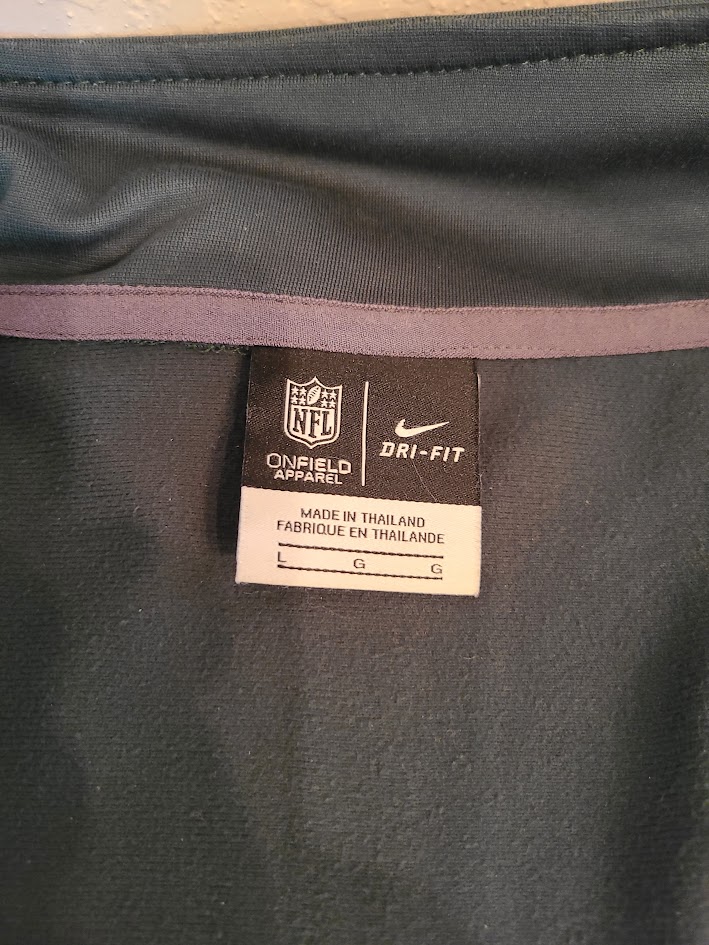 NFL
ONFIELD
APPAREL
DRI-FIT
MADE IN THAILAND
FABRIQUE EN THAILANDE
L G G